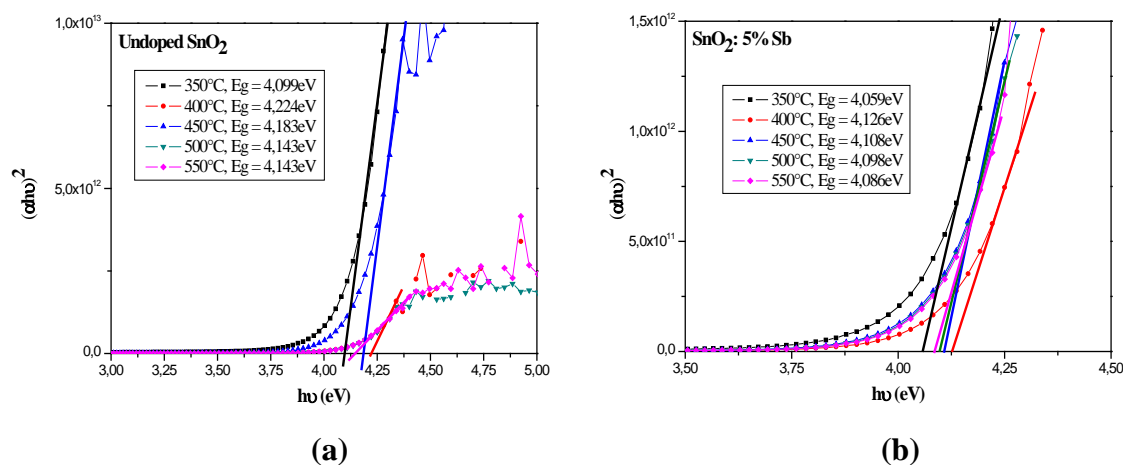 Undoped SnO₂
350°C, Eg = 4,099eV
400°C, Eg = 4,224eV
450°C, Eg = 4,183eV
500°C, Eg = 4,143eV
550°C, Eg = 4,143eV
(αhυ)²
1,0x10¹³
5,0x10¹²
0,0
3,00 3,25 3,50 3,75 4,00 4,25 4,50 4,75 5,00
hυ (eV)
(a)
SnO₂: 5% Sb
350°C, Eg = 4,059eV
400°C, Eg = 4,126eV
450°C, Eg = 4,108eV
500°C, Eg = 4,098eV
550°C, Eg = 4,086eV
(αhυ)²
1,5x10¹²
1,0x10¹²
5,0x10¹¹
0,0
3,50 3,75 4,00 4,25 4,50
hυ (eV)
(b)